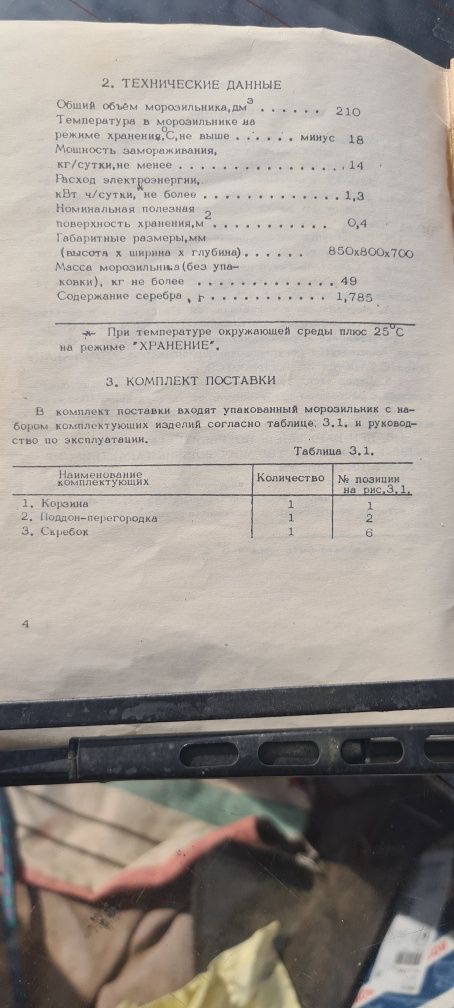 2. ТЕХНИЧЕСКИЕ ДАННЫЕ
Общий объём морозильника, дм³ . . . . . . 210
Температура в морозильнике на
режиме хранения, °С, не выше . . . . . . минус 18
Мощность замораживания,
кг/сутки, не менее . . . . . . . . . . . . . . . . 14
Расход электроэнергии,
кВт ч/сутки,* не более . . . . . . . . . . . . . . 1,3
Номинальная полезная
поверхность хранения, м² . . . . . . . . . . . . 0,4
Габаритные размеры, мм
(высота х ширина х глубина) . . . . . . 850х800х700
Масса морозильника (без упа-
ковки), кг не более . . . . . . . . . . . . . . 49
Содержание серебра, г . . . . . . . . . . . . 1,785
* При температуре окружающей среды плюс 25°С
на режиме "ХРАНЕНИЕ".
3. КОМПЛЕКТ ПОСТАВКИ
В комплект поставки входят упакованный морозильник с на-
бором комплектующих изделий согласно таблице. 3.1. и руковод-
ство по эксплуатации.
Таблица 3.1.
Наименование комплектующих Количество № позиции на рис.3.1.
1. Корзина 1 1
2. Поддон-перегородка 1 2
3. Скребок 1 6
4